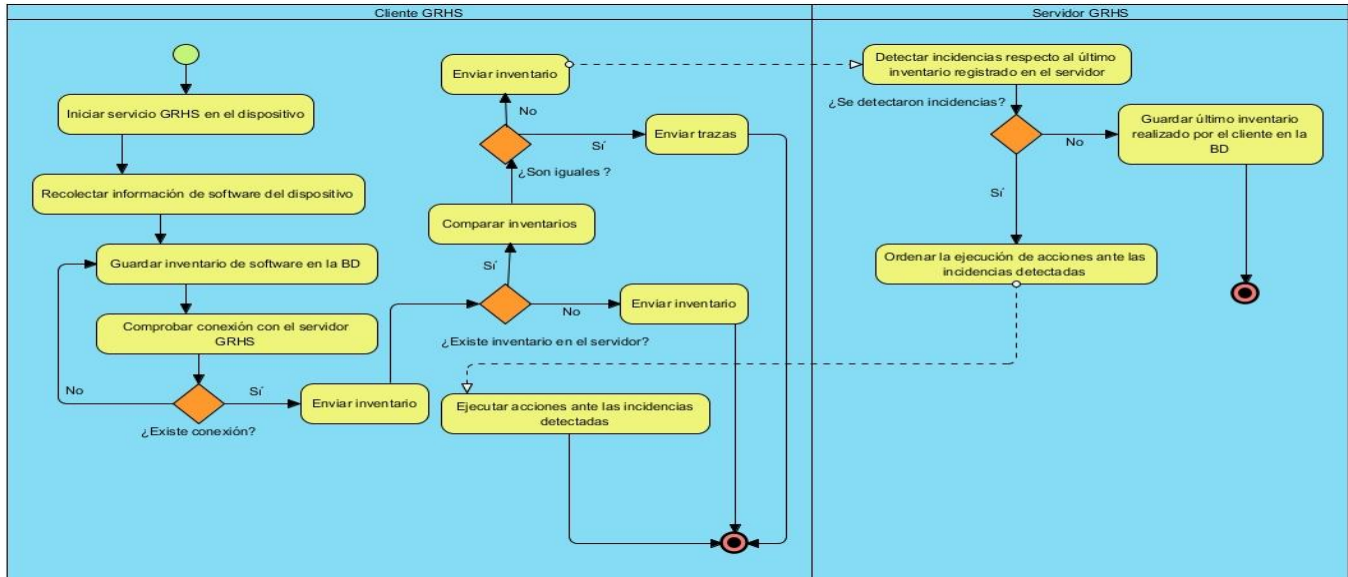 Cliente GRHS
Iniciar servicio GRHS en el dispositivo
Recolectar información de software del dispositivo
Guardar inventario de software en la BD
Comprobar conexión con el servidor
GRHS
No
Sí
¿Existe conexión?
Enviar inventario
Enviar inventario
No
Sí
Enviar trazas
¿Son iguales ?
Comparar inventarios
Sí
No
Enviar inventario
¿Existe inventario en el servidor?
Ejecutar acciones ante las incidencias
detectadas
Servidor GRHS
Detectar incidencias respecto al último
inventario registrado en el servidor
¿Se detectaron incidencias?
No
Guardar último inventario
realizado por el cliente en la
BD
Sí
Ordenar la ejecución de acciones ante las
incidencias detectadas